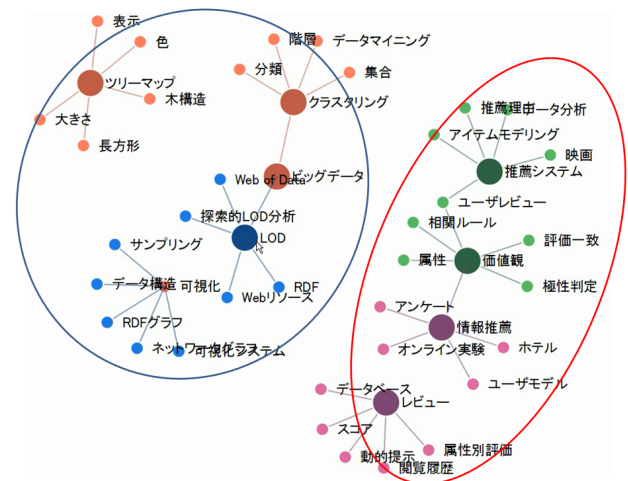 表示
色
ツリーマップ
木構造
大きさ
長方形
階層
データマイニング
分類
集合
クラスタリング
ビッグデータ
Web of Data
探索的LOD分析
LOD
RDF
Webリソース
サンプリング
データ構造
可視化
RDFグラフ
ネットワークグラフ
可視化システム
推薦理由
データ分析
アイテムモデリング
映画
推薦システム
ユーザレビュー
相関ルール
評価一致
属性
価値観
極性判定
アンケート
情報推薦
オンライン実験
ホテル
ユーザモデル
データベース
レビュー
スコア
動的提示
属性別評価
閲覧履歴